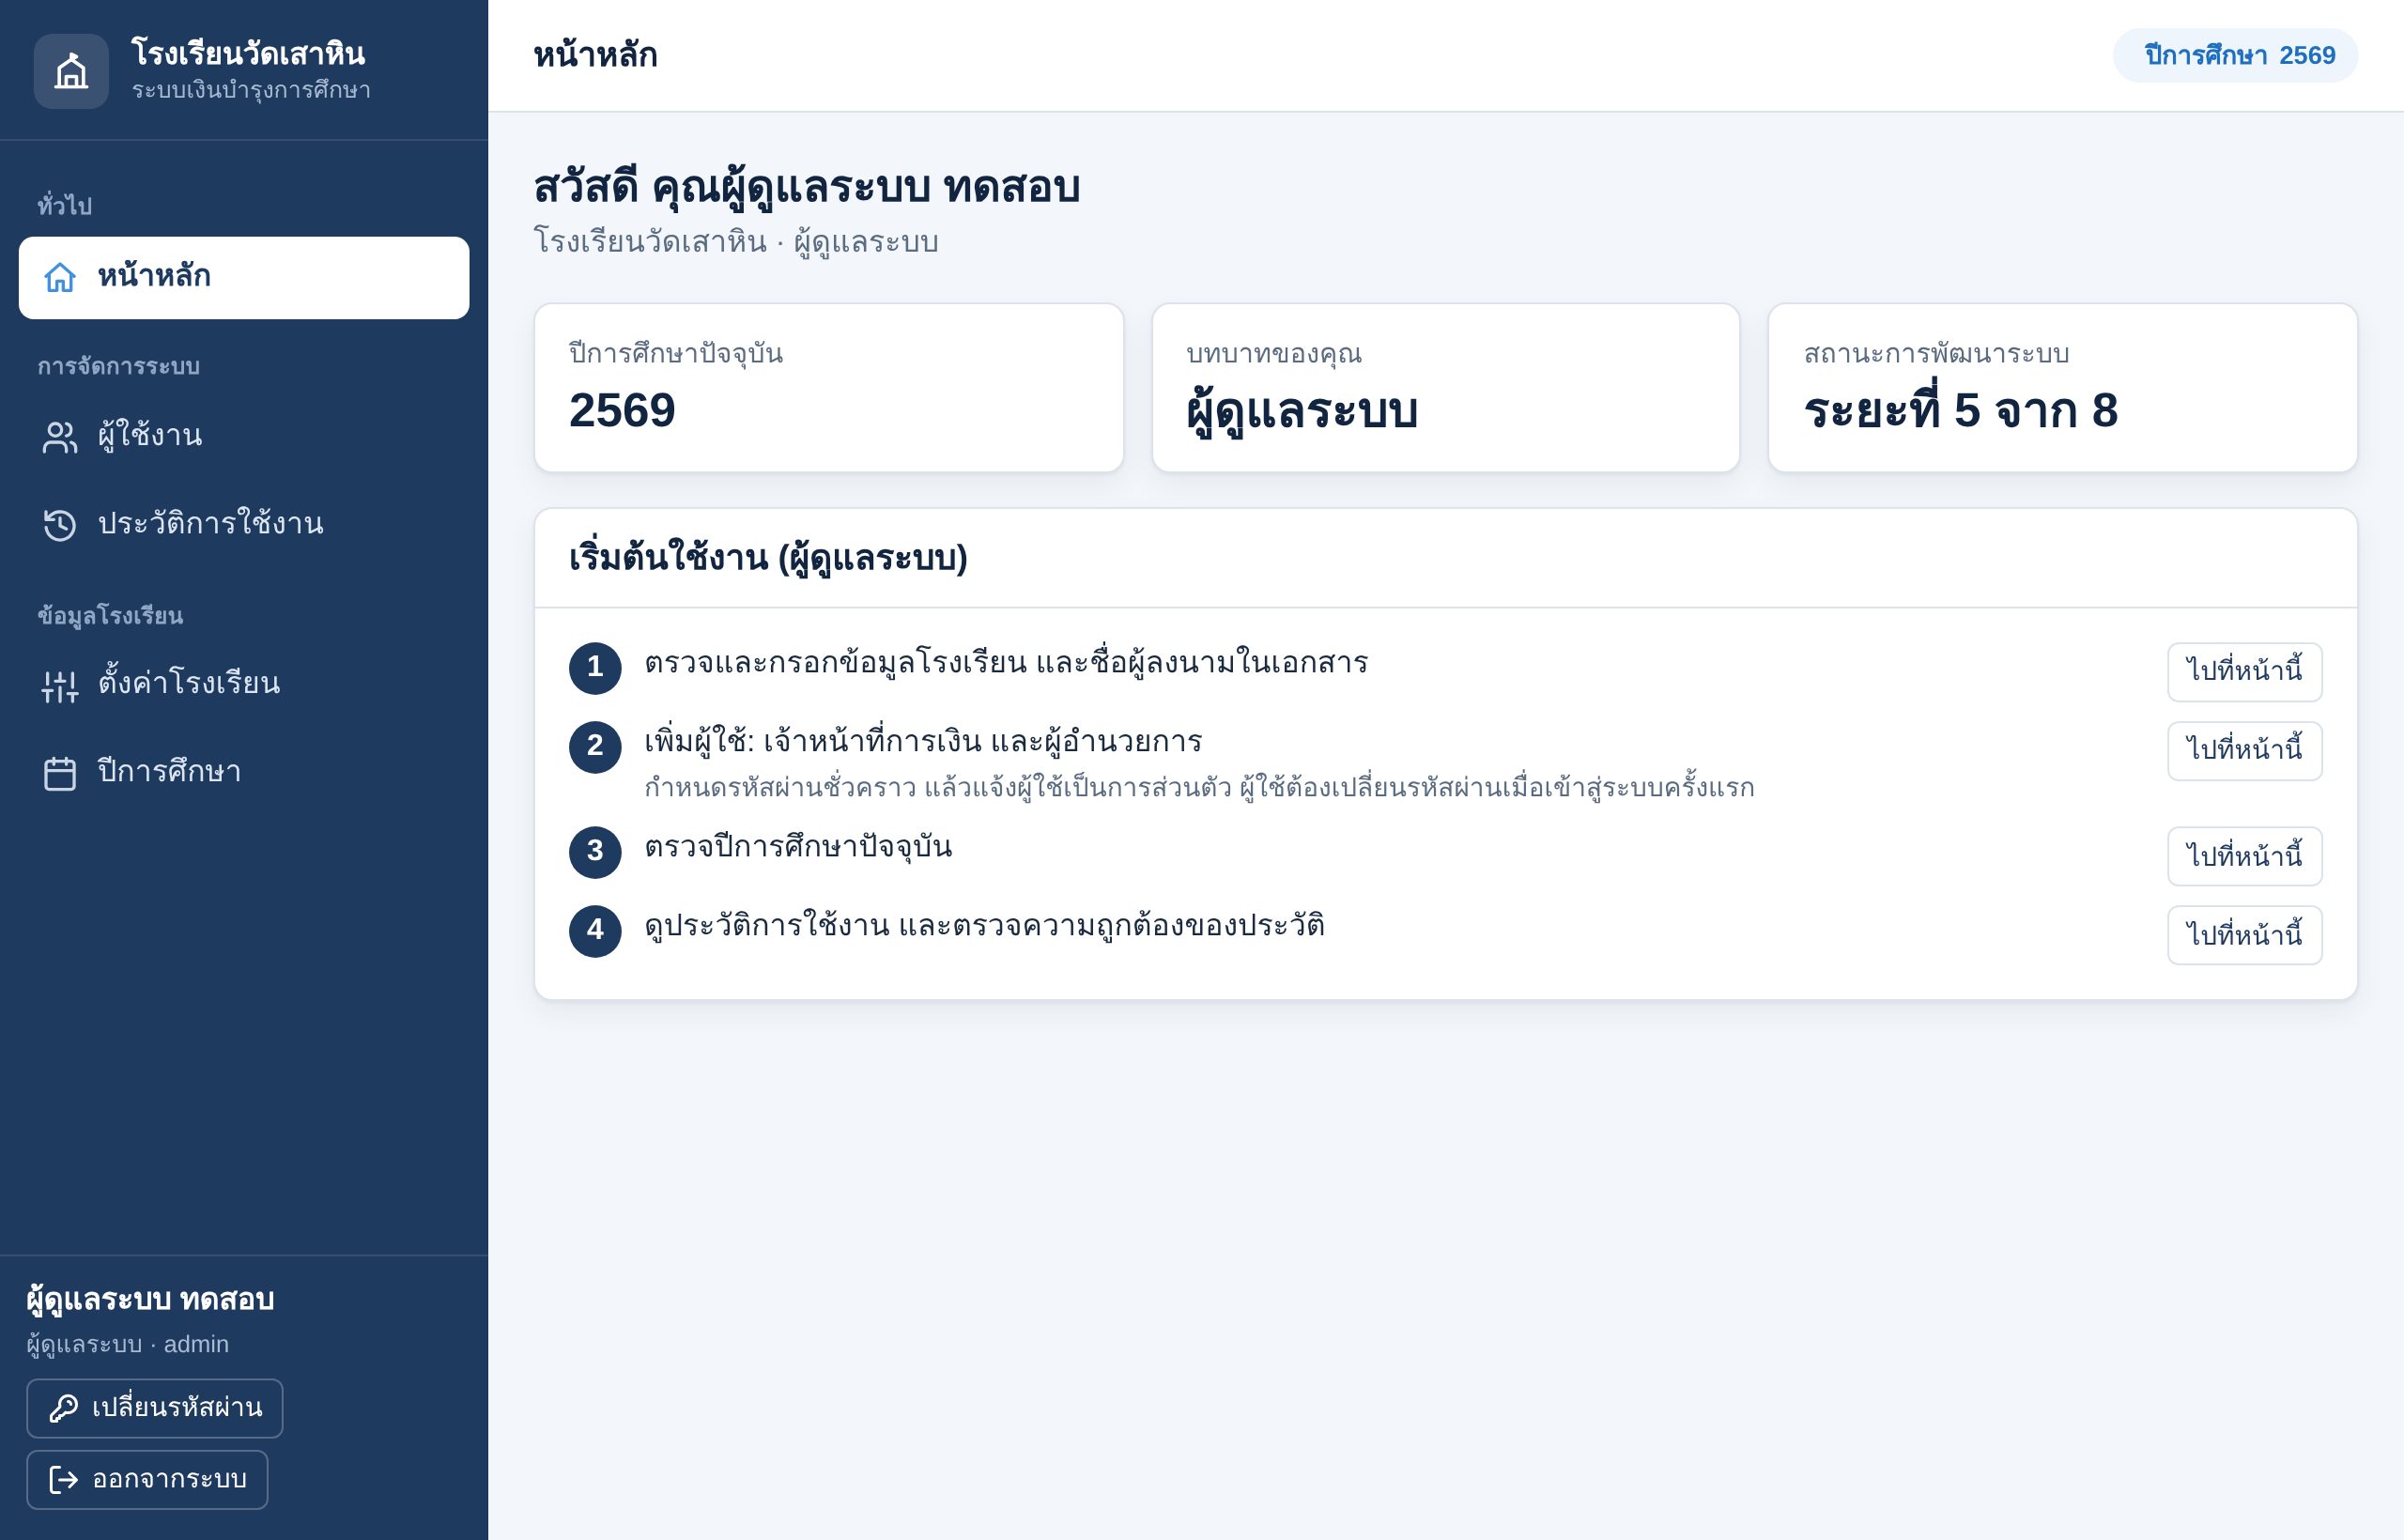 โรงเรียนวัดเสาหิน
ระบบเงินบำรุงการศึกษา
ทั่วไป
หน้าหลัก
การจัดการระบบ
ผู้ใช้งาน
ประวัติการใช้งาน
ข้อมูลโรงเรียน
ตั้งค่าโรงเรียน
ปีการศึกษา
ผู้ดูแลระบบ ทดสอบ
ผู้ดูแลระบบ · admin
เปลี่ยนรหัสผ่าน
ออกจากระบบ
หน้าหลัก
ปีการศึกษา 2569
สวัสดี คุณผู้ดูแลระบบ ทดสอบ
โรงเรียนวัดเสาหิน · ผู้ดูแลระบบ
ปีการศึกษาปัจจุบัน
2569
บทบาทของคุณ
ผู้ดูแลระบบ
สถานะการพัฒนาระบบ
ระยะที่ 5 จาก 8
เริ่มต้นใช้งาน (ผู้ดูแลระบบ)
1 ตรวจและกรอกข้อมูลโรงเรียน และชื่อผู้ลงนามในเอกสาร ไปที่หน้านี้
2 เพิ่มผู้ใช้: เจ้าหน้าที่การเงิน และผู้อำนวยการ ไปที่หน้านี้
กำหนดรหัสผ่านชั่วคราว แล้วแจ้งผู้ใช้เป็นการส่วนตัว ผู้ใช้ต้องเปลี่ยนรหัสผ่านเมื่อเข้าสู่ระบบครั้งแรก
3 ตรวจปีการศึกษาปัจจุบัน ไปที่หน้านี้
4 ดูประวัติการใช้งาน และตรวจความถูกต้องของประวัติ ไปที่หน้านี้